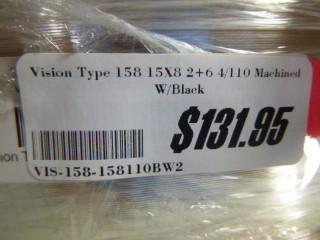 Vision Type 158 15X8 2+6 4/110 Machined
W/Black
$131.95
VIS-158-158110BW2